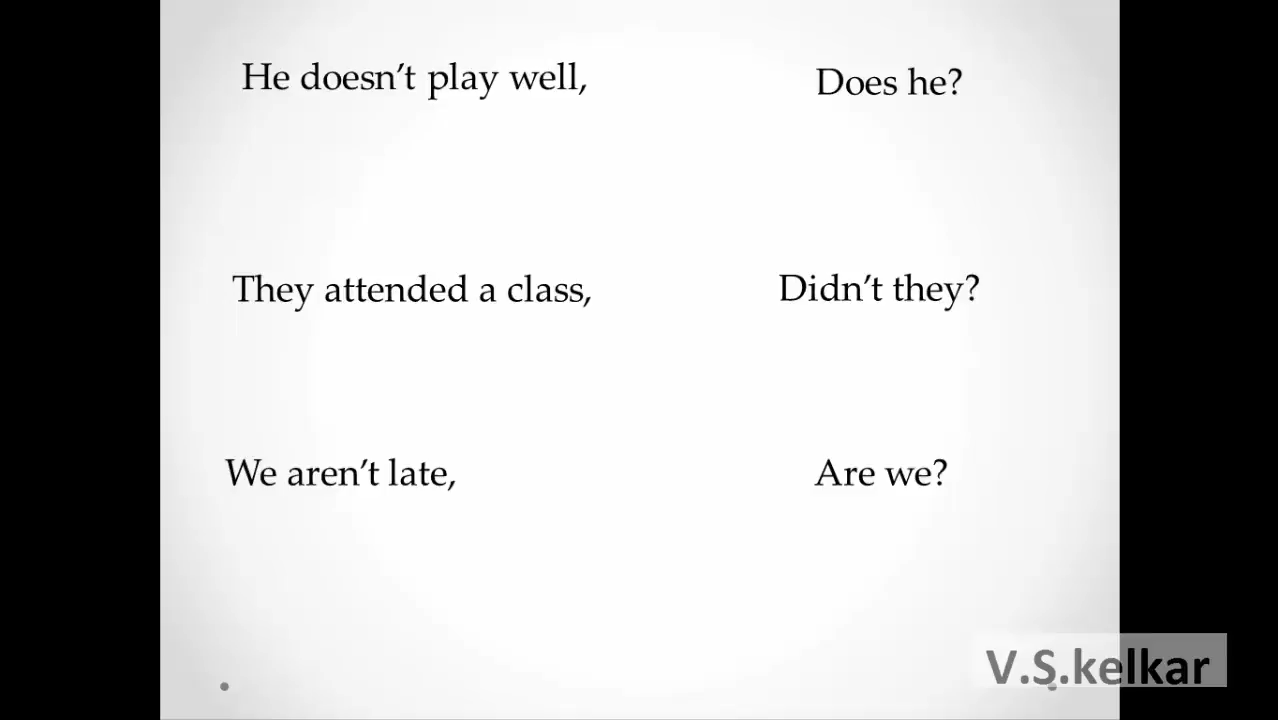 He doesn't play well, Does he?
They attended a class, Didn't they?
We aren't late, Are we?
V.S.kelkar